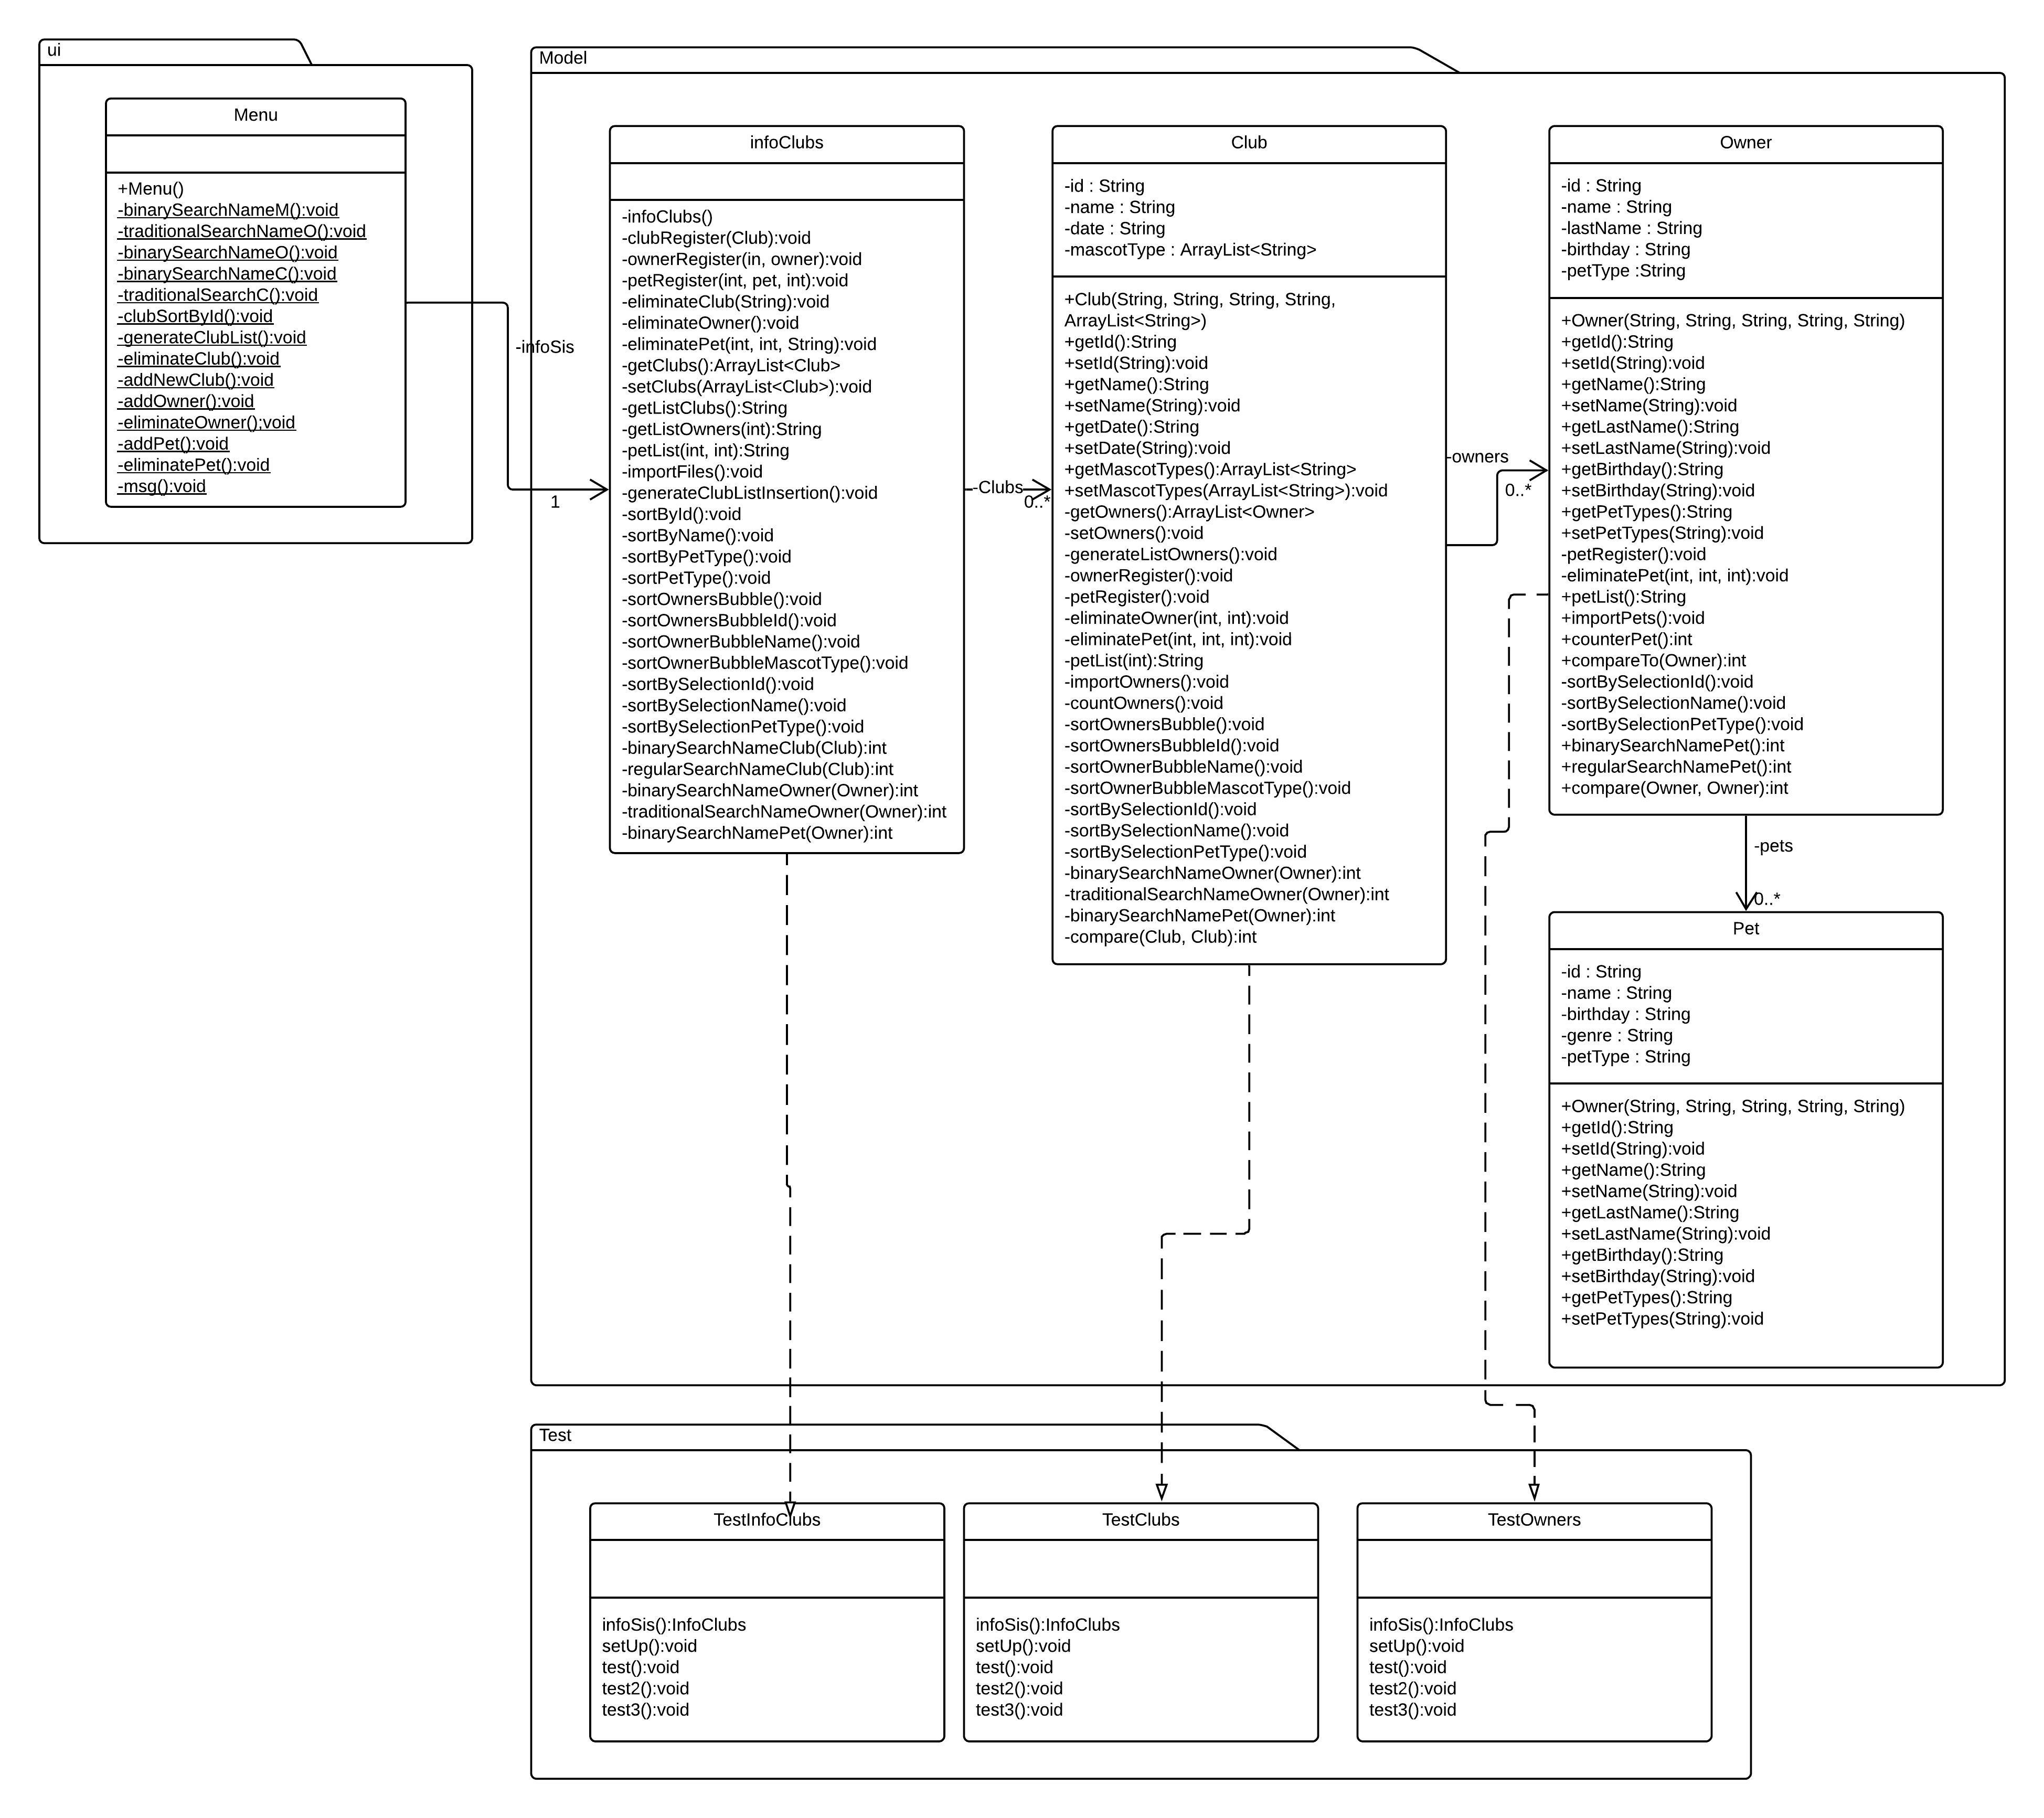 ui
Menu
+Menu()
-binarySearchNameM():void
-traditionalSearchNameO():void
-binarySearchNameO():void
-binarySearchNameC():void
-traditionalSearchC():void
-clubSortById():void
-generateClubList():void
-eliminateClub():void
-addNewClub():void
-addOwner():void
-eliminateOwner();void
-addPet():void
-eliminatePet():void
-msg():void
-infoSis
1
Model
infoClubs
-infoClubs()
-clubRegister(Club):void
-ownerRegister(in, owner):void
-petRegister(int, pet, int):void
-eliminateClub(String):void
-eliminateOwner():void
-eliminatePet(int, int, String):void
-getClubs():ArrayList<Club>
-setClubs(ArrayList<Club>):void
-getListClubs():String
-getListOwners(int):String
-petList(int, int):String
-importFiles():void
-generateClubListInsertion():void
-sortById():void
-sortByName():void
-sortByPetType():void
-sortPetType():void
-sortOwnersBubble():void
-sortOwnersBubbleId():void
-sortOwnerBubbleName():void
-sortOwnerBubbleMascotType():void
-sortBySelectionId():void
-sortBySelectionName():void
-sortBySelectionPetType():void
-binarySearchNameClub(Club):int
-regularSearchNameClub(Club):int
-binarySearchNameOwner(Owner):int
-traditionalSearchNameOwner(Owner):int
-binarySearchNamePet(Owner):int
-Clubs
0..*
Club
-id : String
-name : String
-date : String
-mascotType : ArrayList<String>
+Club(String, String, String, String,
ArrayList<String>)
+getId():String
+setId(String):void
+getName():String
+setName(String):void
+getDate():String
+setDate(String):void
+getMascotTypes():ArrayList<String>
+setMascotTypes(ArrayList<String>):void
-getOwners():ArrayList<Owner>
-setOwners():void
-generateListOwners():void
-ownerRegister():void
-petRegister():void
-eliminateOwner(int, int):void
-eliminatePet(int, int, int):void
-petList(int):String
-importOwners():void
-countOwners():void
-sortOwnersBubble():void
-sortOwnersBubbleId():void
-sortOwnerBubbleName():void
-sortOwnerBubbleMascotType():void
-sortBySelectionId():void
-sortBySelectionName():void
-sortBySelectionPetType():void
-binarySearchNameOwner(Owner):int
-traditionalSearchNameOwner(Owner):int
-binarySearchNamePet(Owner):int
-compare(Club, Club):int
-owners
0..*
Owner
-id : String
-name : String
-lastName : String
-birthday : String
-petType :String
+Owner(String, String, String, String, String)
+getId():String
+setId(String):void
+getName():String
+setName(String):void
+getLastName():String
+setLastName(String):void
+getBirthday():String
+setBirthday(String):void
+getPetTypes():String
+setPetTypes(String):void
-petRegister():void
-eliminatePet(int, int, int):void
+petList():String
+importPets():void
+counterPet():int
+compareTo(Owner):int
-sortBySelectionId():void
-sortBySelectionName():void
-sortBySelectionPetType():void
+binarySearchNamePet():int
+regularSearchNamePet():int
+compare(Owner, Owner):int
-pets
0..*
Pet
-id : String
-name : String
-birthday : String
-genre : String
-petType : String
+Owner(String, String, String, String, String)
+getId():String
+setId(String):void
+getName():String
+setName(String):void
+getLastName():String
+setLastName(String):void
+getBirthday():String
+setBirthday(String):void
+getPetTypes():String
+setPetTypes(String):void
Test
TestInfoClubs
infoSis():InfoClubs
setUp():void
test():void
test2():void
test3():void
TestClubs
infoSis():InfoClubs
setUp():void
test():void
test2():void
test3():void
TestOwners
infoSis():InfoClubs
setUp():void
test():void
test2():void
test3():void